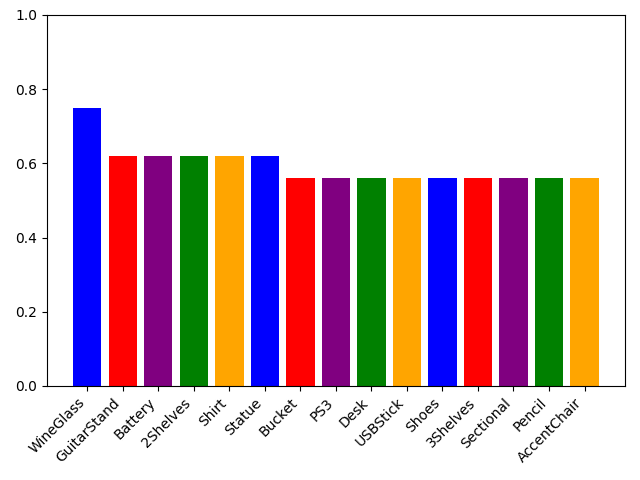 1.0
0.8
0.6
0.4
0.2
0.0
WineGlass
GuitarStand
Battery
2Shelves
Shirt
Statue
Bucket
PS3
Desk
USBStick
Shoes
3Shelves
Sectional
Pencil
AccentChair